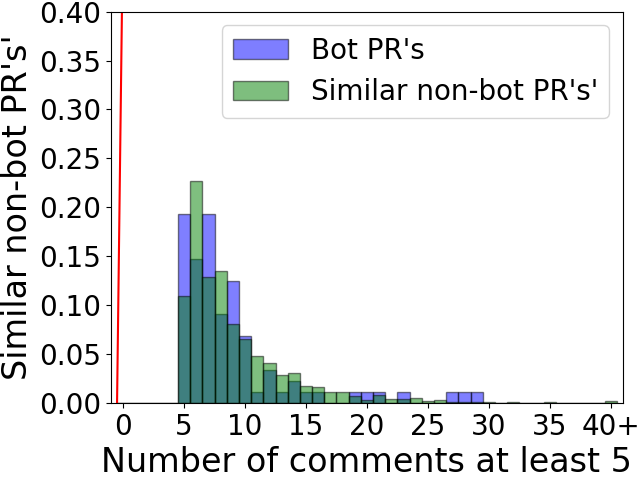 0.40
0.35
0.30
0.25
0.20
0.15
0.10
0.05
0.00
Similar non-bot PR's'
Bot PR's
Similar non-bot PR's'
0 5 10 15 20 25 30 35 40+
Number of comments at least 5